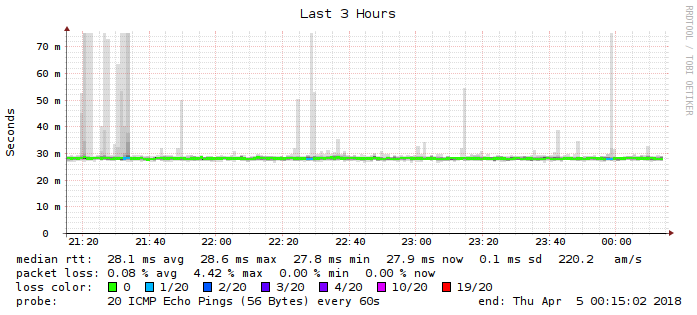 Last 3 Hours
RRDTOOL / TOBI OETIKER
Seconds
70 m
60 m
50 m
40 m
30 m
20 m
10 m
0
21:20 21:40 22:00 22:20 22:40 23:00 23:20 23:40 00:00
median rtt: 28.1 ms avg 28.6 ms max 27.8 ms min 27.9 ms now 0.1 ms sd 220.2 am/s
packet loss: 0.08 % avg 4.42 % max 0.00 % min 0.00 % now
loss color: 0 1/20 2/20 3/20 4/20 10/20 19/20
probe: 20 ICMP Echo Pings (56 Bytes) every 60s end: Thu Apr 5 00:15:02 2018